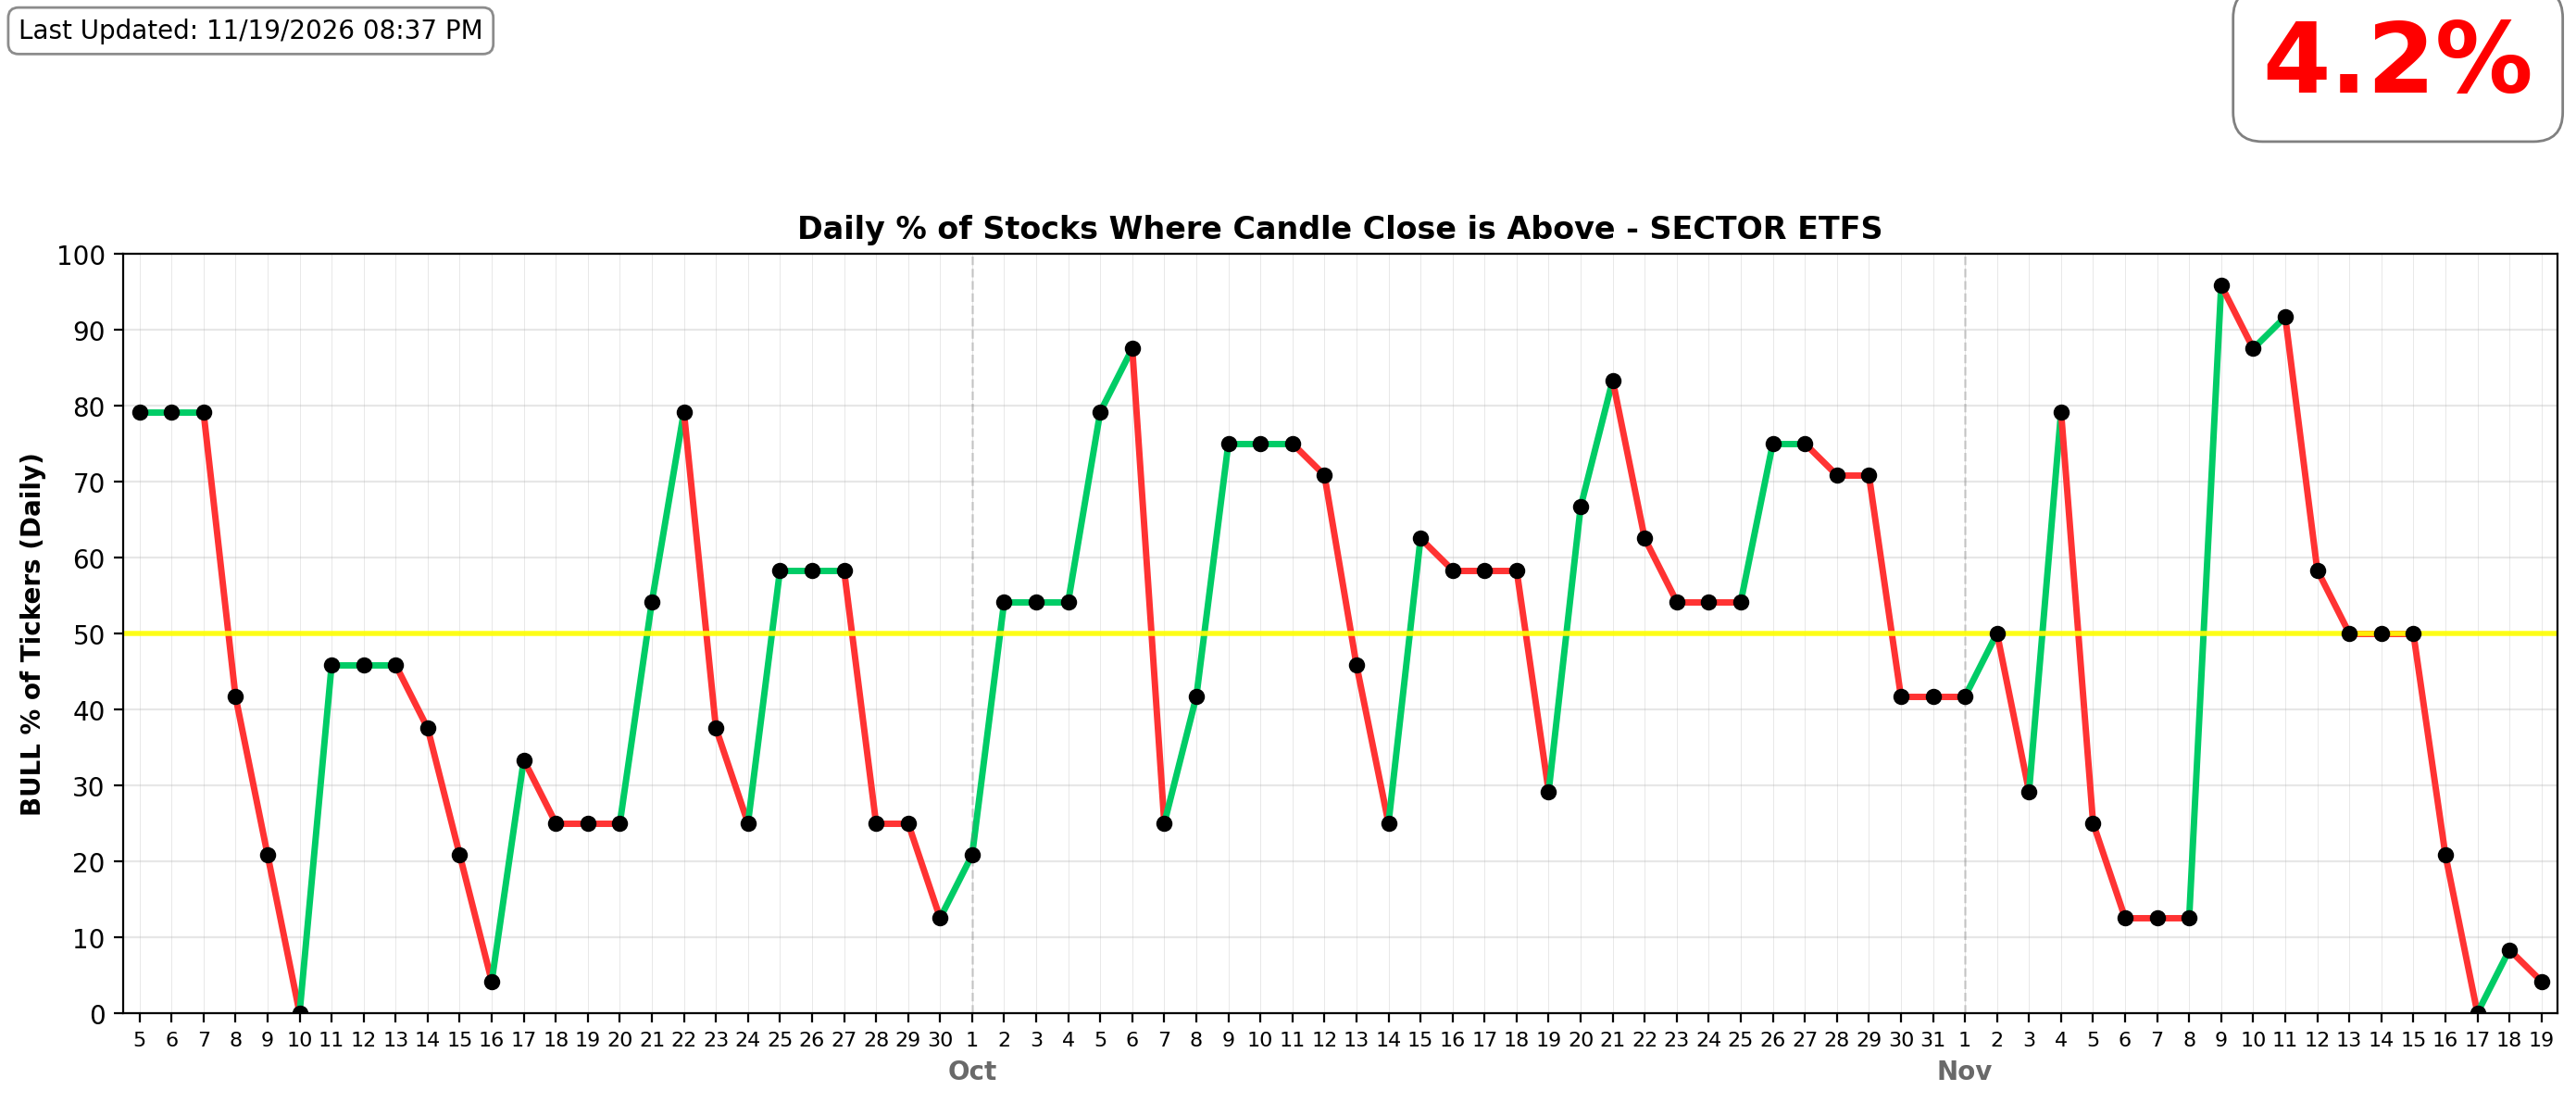 Last Updated: 11/19/2026 08:37 PM
4.2%
Daily % of Stocks Where Candle Close is Above - SECTOR ETFS
BULL % of Tickers (Daily)
100
90
80
70
60
50
40
30
20
10
0
5 6 7 8 9 10 11 12 13 14 15 16 17 18 19 20 21 22 23 24 25 26 27 28 29 30 1 2 3 4 5 6 7 8 9 10 11 12 13 14 15 16 17 18 19 20 21 22 23 24 25 26 27 28 29 30 31 1 2 3 4 5 6 7 8 9 10 11 12 13 14 15 16 17 18 19
Oct Nov